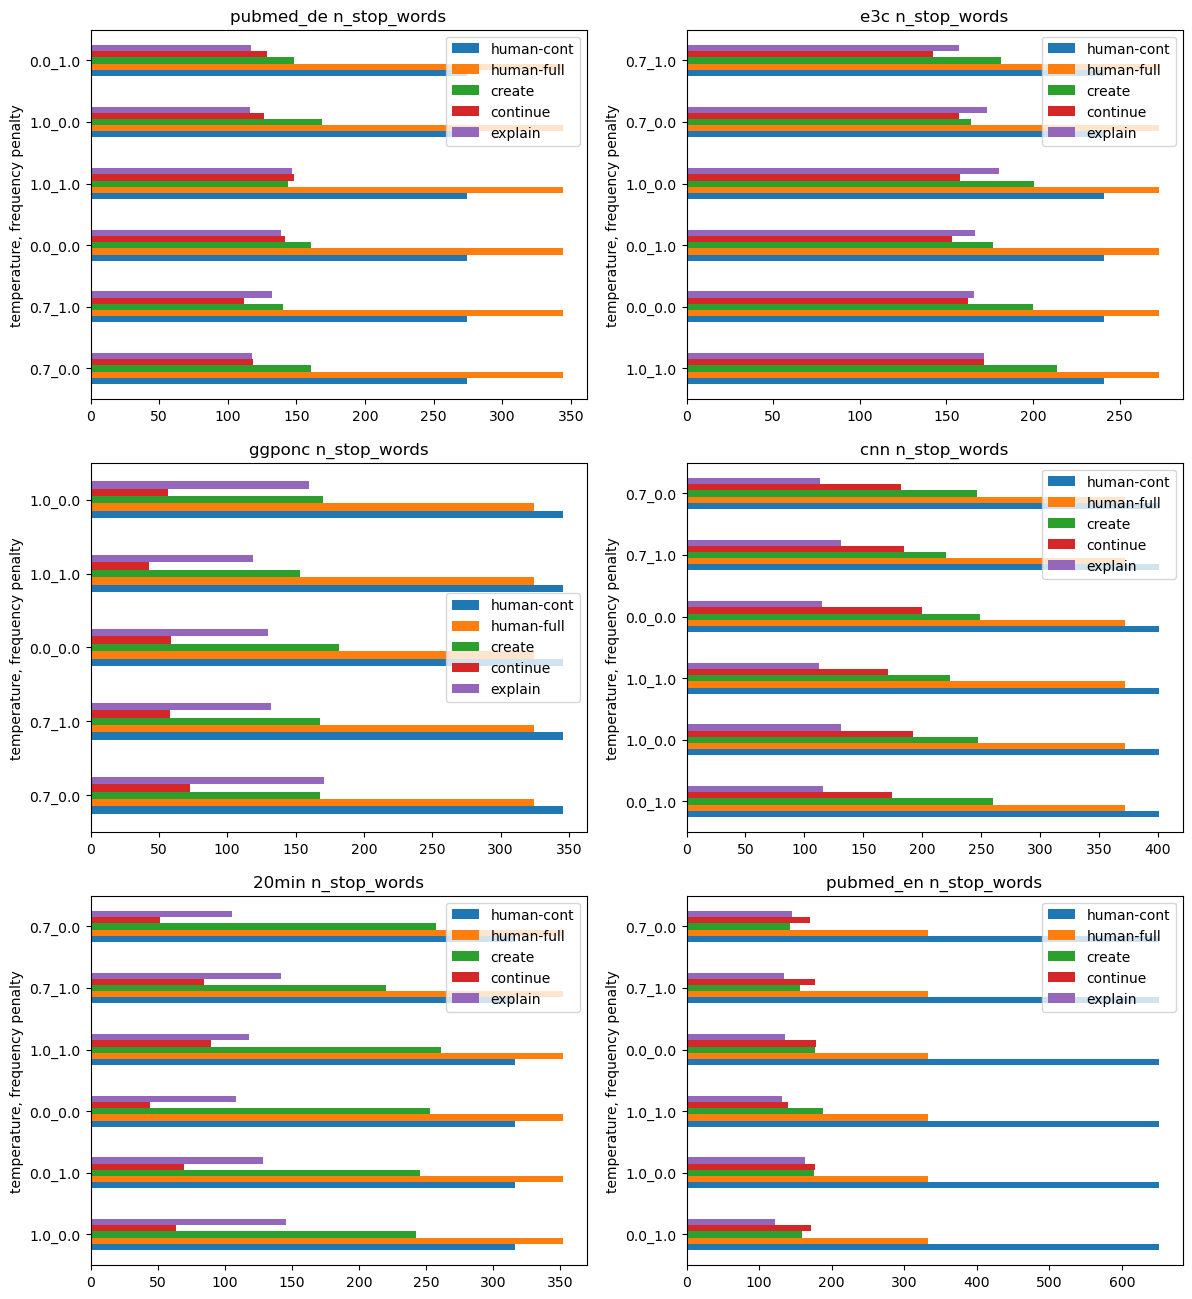 pubmed_de n_stop_words
temperature, frequency penalty
0.0_1.0
1.0_0.0
1.0_1.0
0.0_0.0
0.7_1.0
0.7_0.0
0 50 100 150 200 250 300 350
human-cont
human-full
create
continue
explain
e3c n_stop_words
temperature, frequency penalty
0.7_1.0
0.7_0.0
1.0_0.0
0.0_1.0
0.0_0.0
1.0_1.0
0 50 100 150 200 250
human-cont
human-full
create
continue
explain
ggponc n_stop_words
temperature, frequency penalty
1.0_0.0
1.0_1.0
0.0_0.0
0.7_1.0
0.7_0.0
0 50 100 150 200 250 300 350
human-cont
human-full
create
continue
explain
cnn n_stop_words
temperature, frequency penalty
0.7_0.0
0.7_1.0
0.0_0.0
1.0_1.0
1.0_0.0
0.0_1.0
0 50 100 150 200 250 300 350 400
human-cont
human-full
create
continue
explain
20min n_stop_words
temperature, frequency penalty
0.7_0.0
0.7_1.0
1.0_1.0
0.0_0.0
0.0_1.0
1.0_0.0
0 50 100 150 200 250 300 350
human-cont
human-full
create
continue
explain
pubmed_en n_stop_words
temperature, frequency penalty
0.7_0.0
0.7_1.0
0.0_0.0
1.0_1.0
1.0_0.0
0.0_1.0
0 100 200 300 400 500 600
human-cont
human-full
create
continue
explain